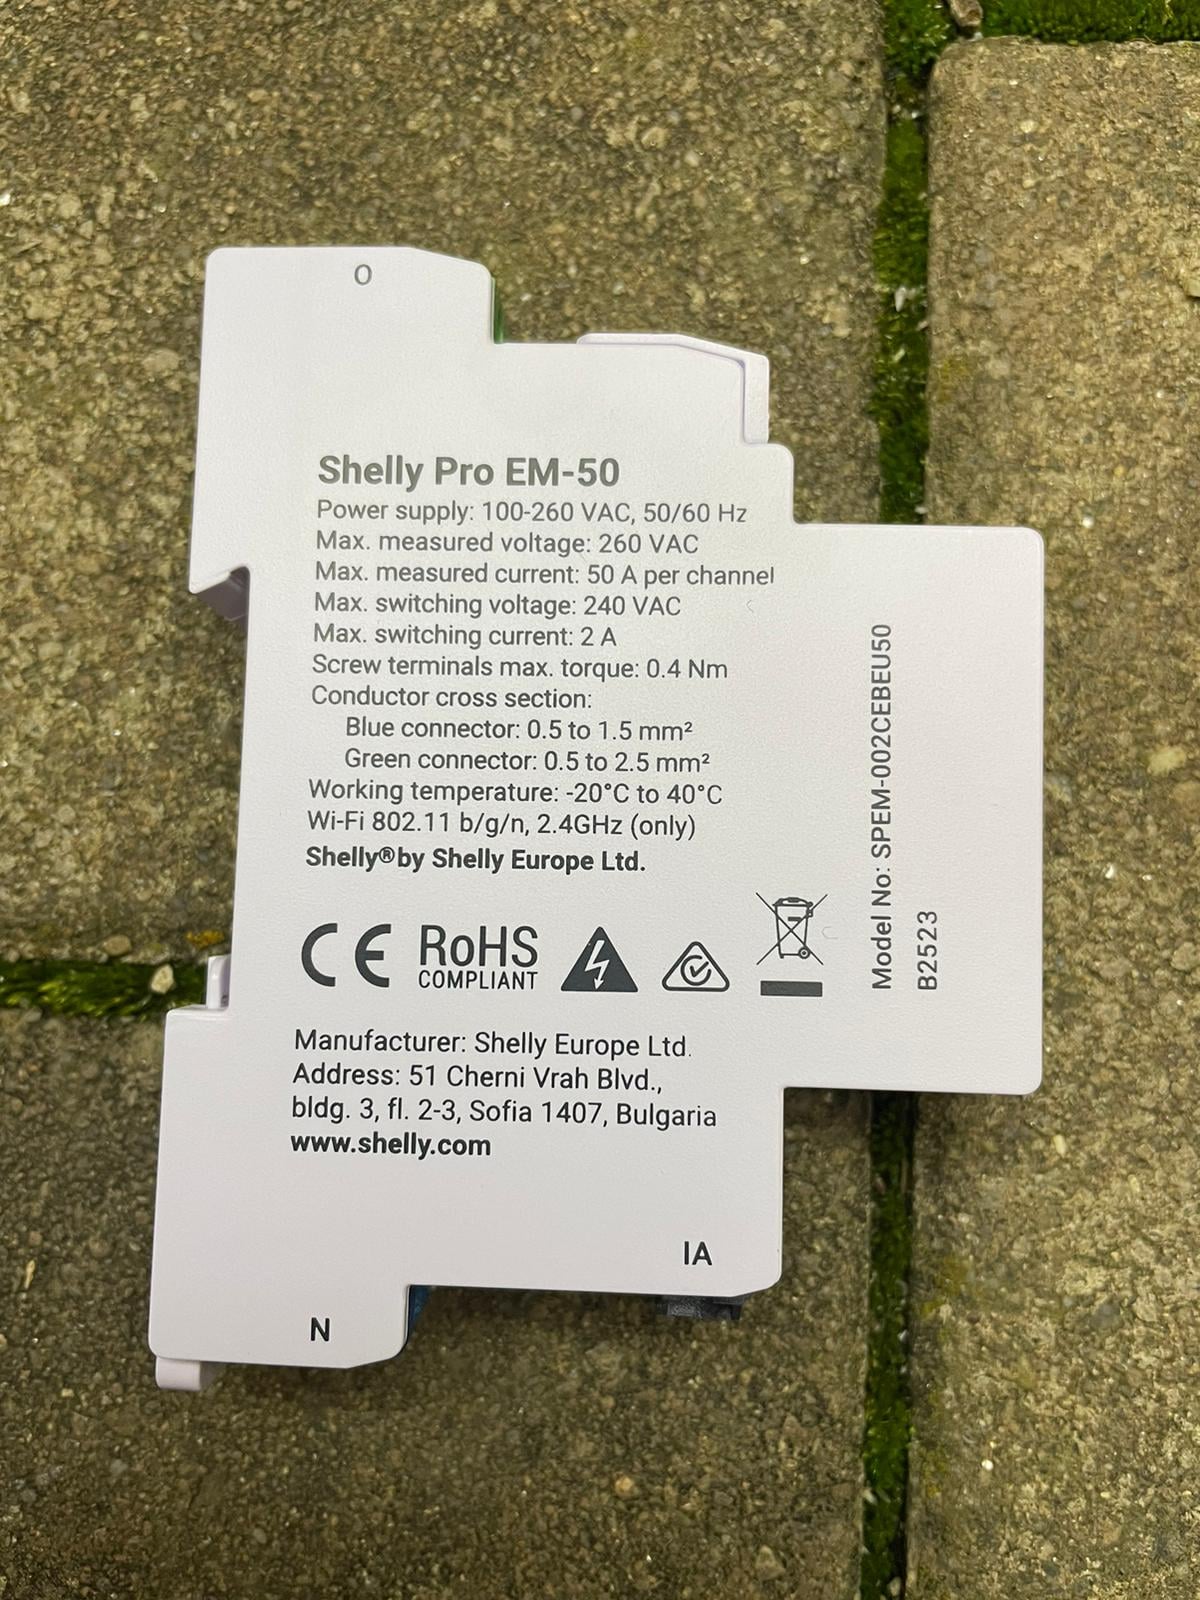 O
Shelly Pro EM-50
Power supply: 100-260 VAC, 50/60 Hz
Max. measured voltage: 260 VAC
Max. measured current: 50 A per channel
Max. switching voltage: 240 VAC
Max. switching current: 2 A
Screw terminals max. torque: 0.4 Nm
Conductor cross section:
Blue connector: 0.5 to 1.5 mm²
Green connector: 0.5 to 2.5 mm²
Working temperature: -20°C to 40°C
Wi-Fi 802.11 b/g/n, 2.4GHz (only)
Shelly® by Shelly Europe Ltd.
CE RoHS
COMPLIANT
Model No: SPEM-002CEBEU50
B2523
Manufacturer: Shelly Europe Ltd.
Address: 51 Cherni Vrah Blvd.,
bldg. 3, fl. 2-3, Sofia 1407, Bulgaria
www.shelly.com
IA
N